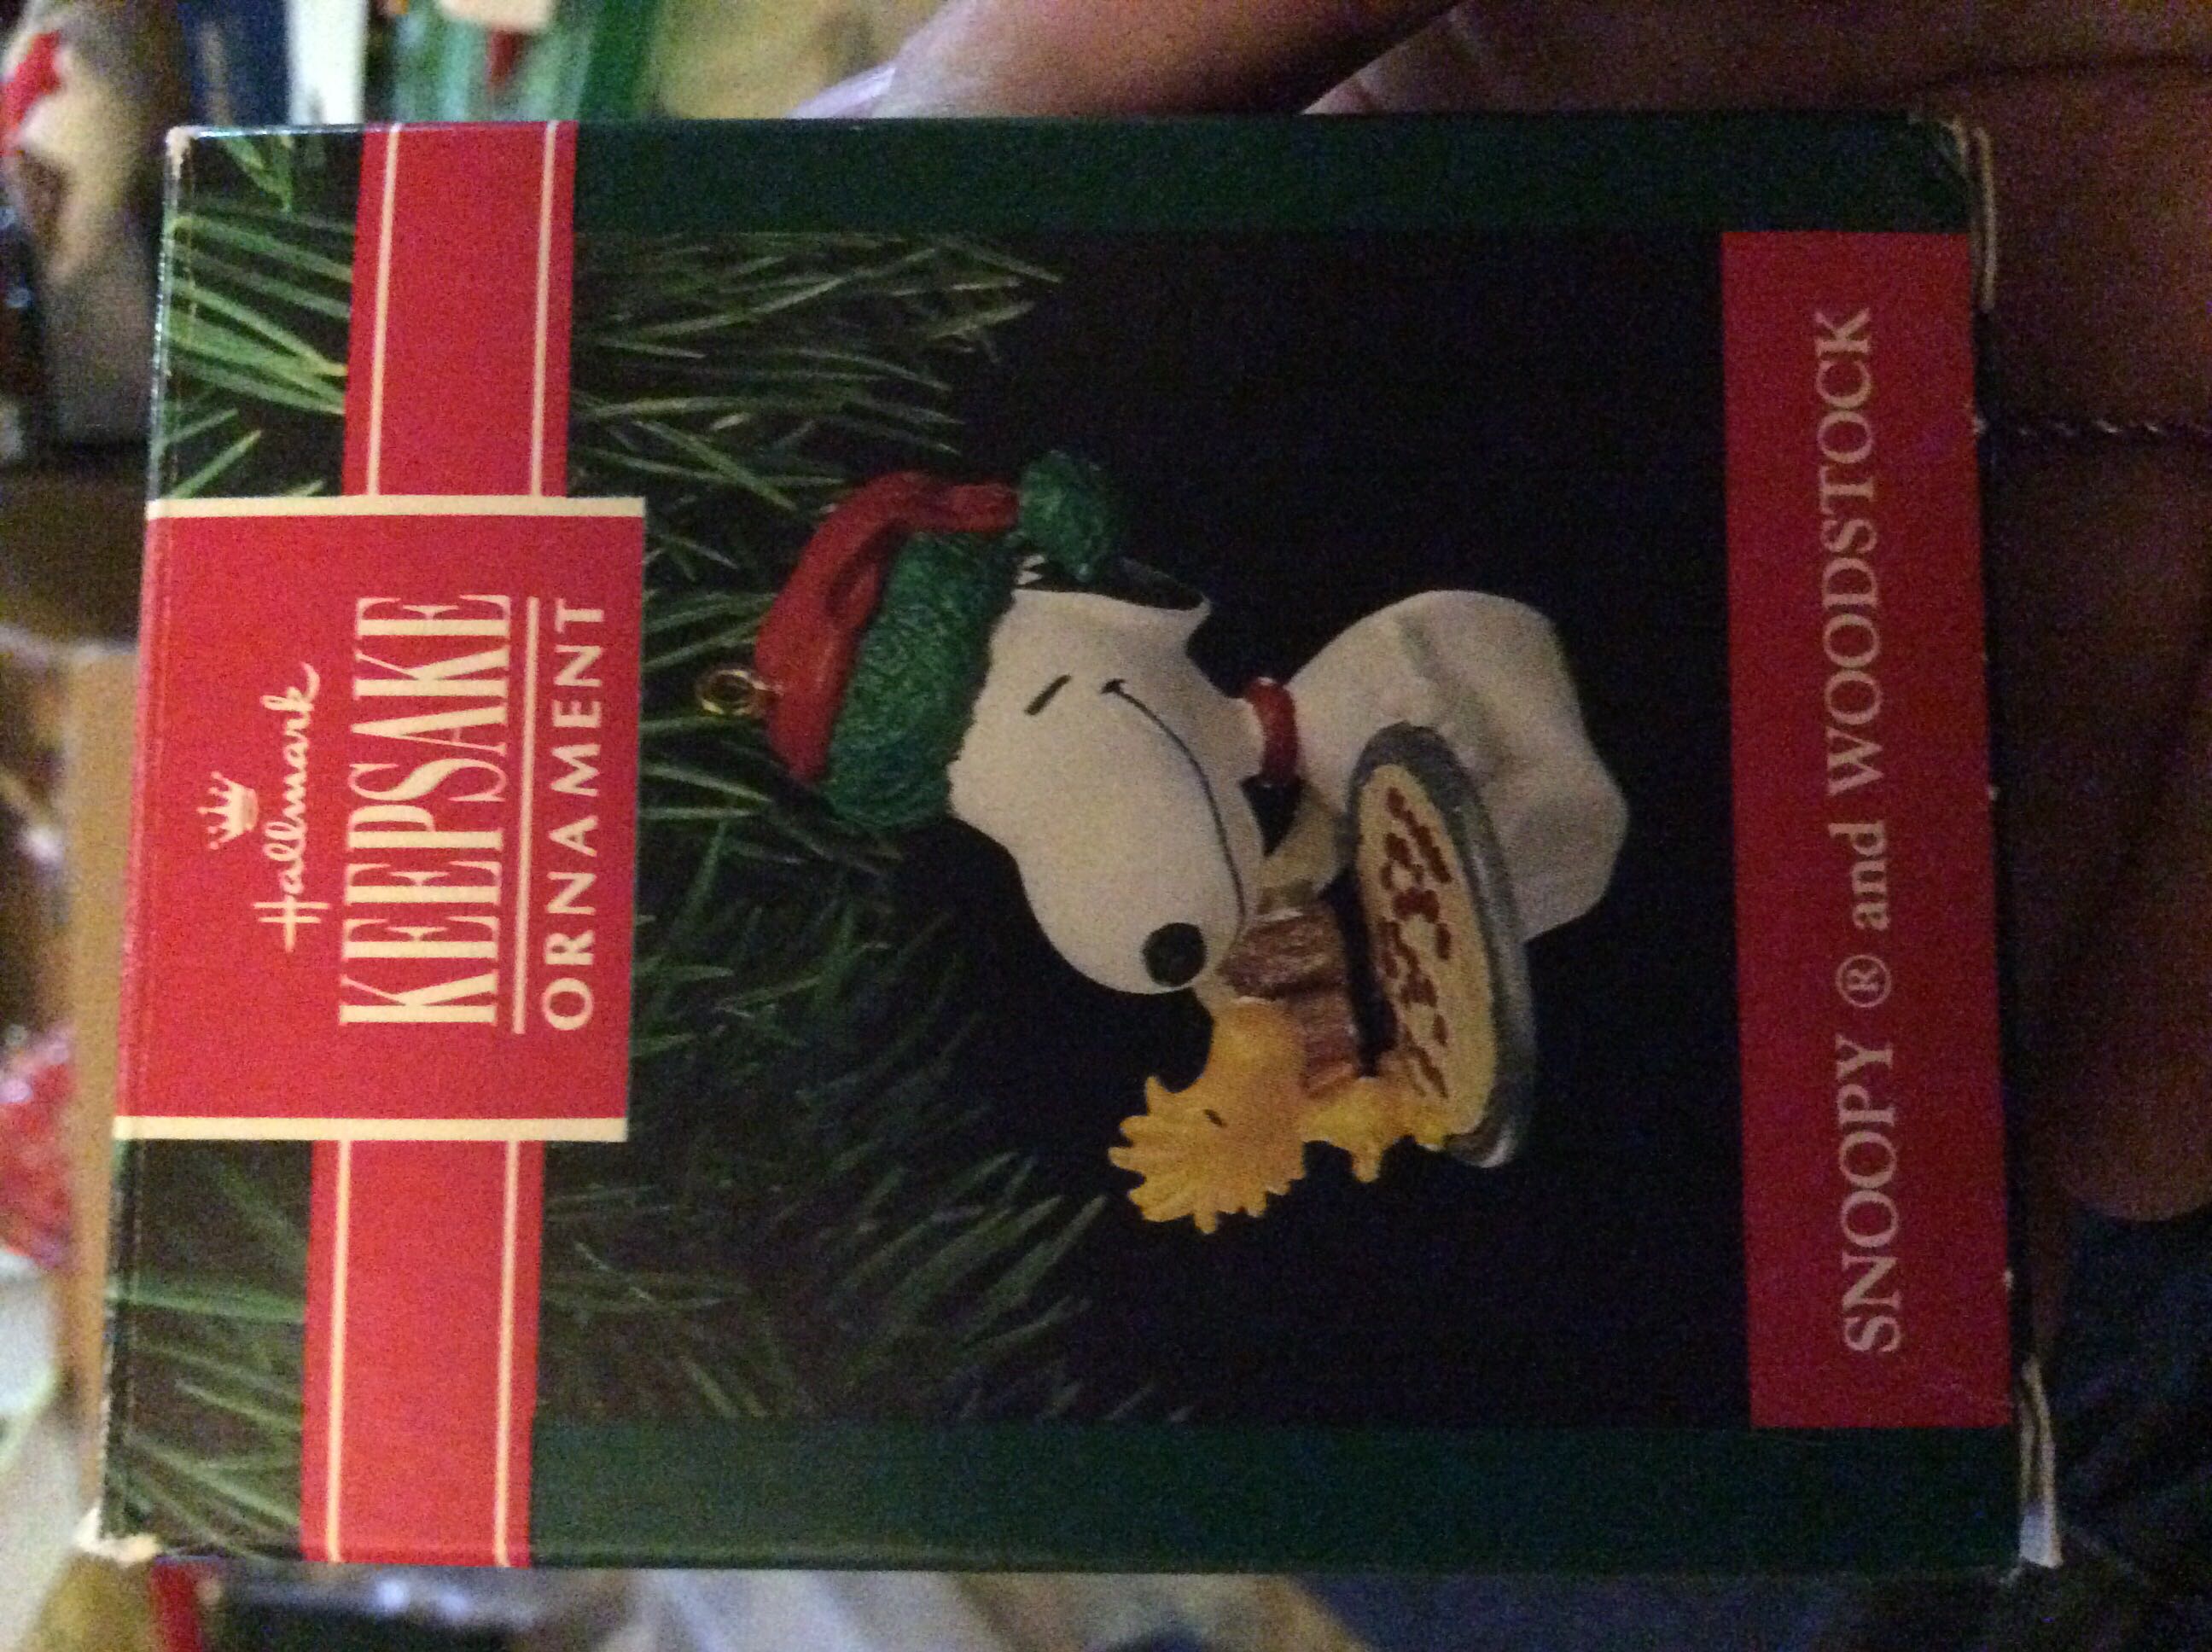 Hallmark
KEEPSAKE
ORNAMENT
SNOOPY ® and WOODSTOCK